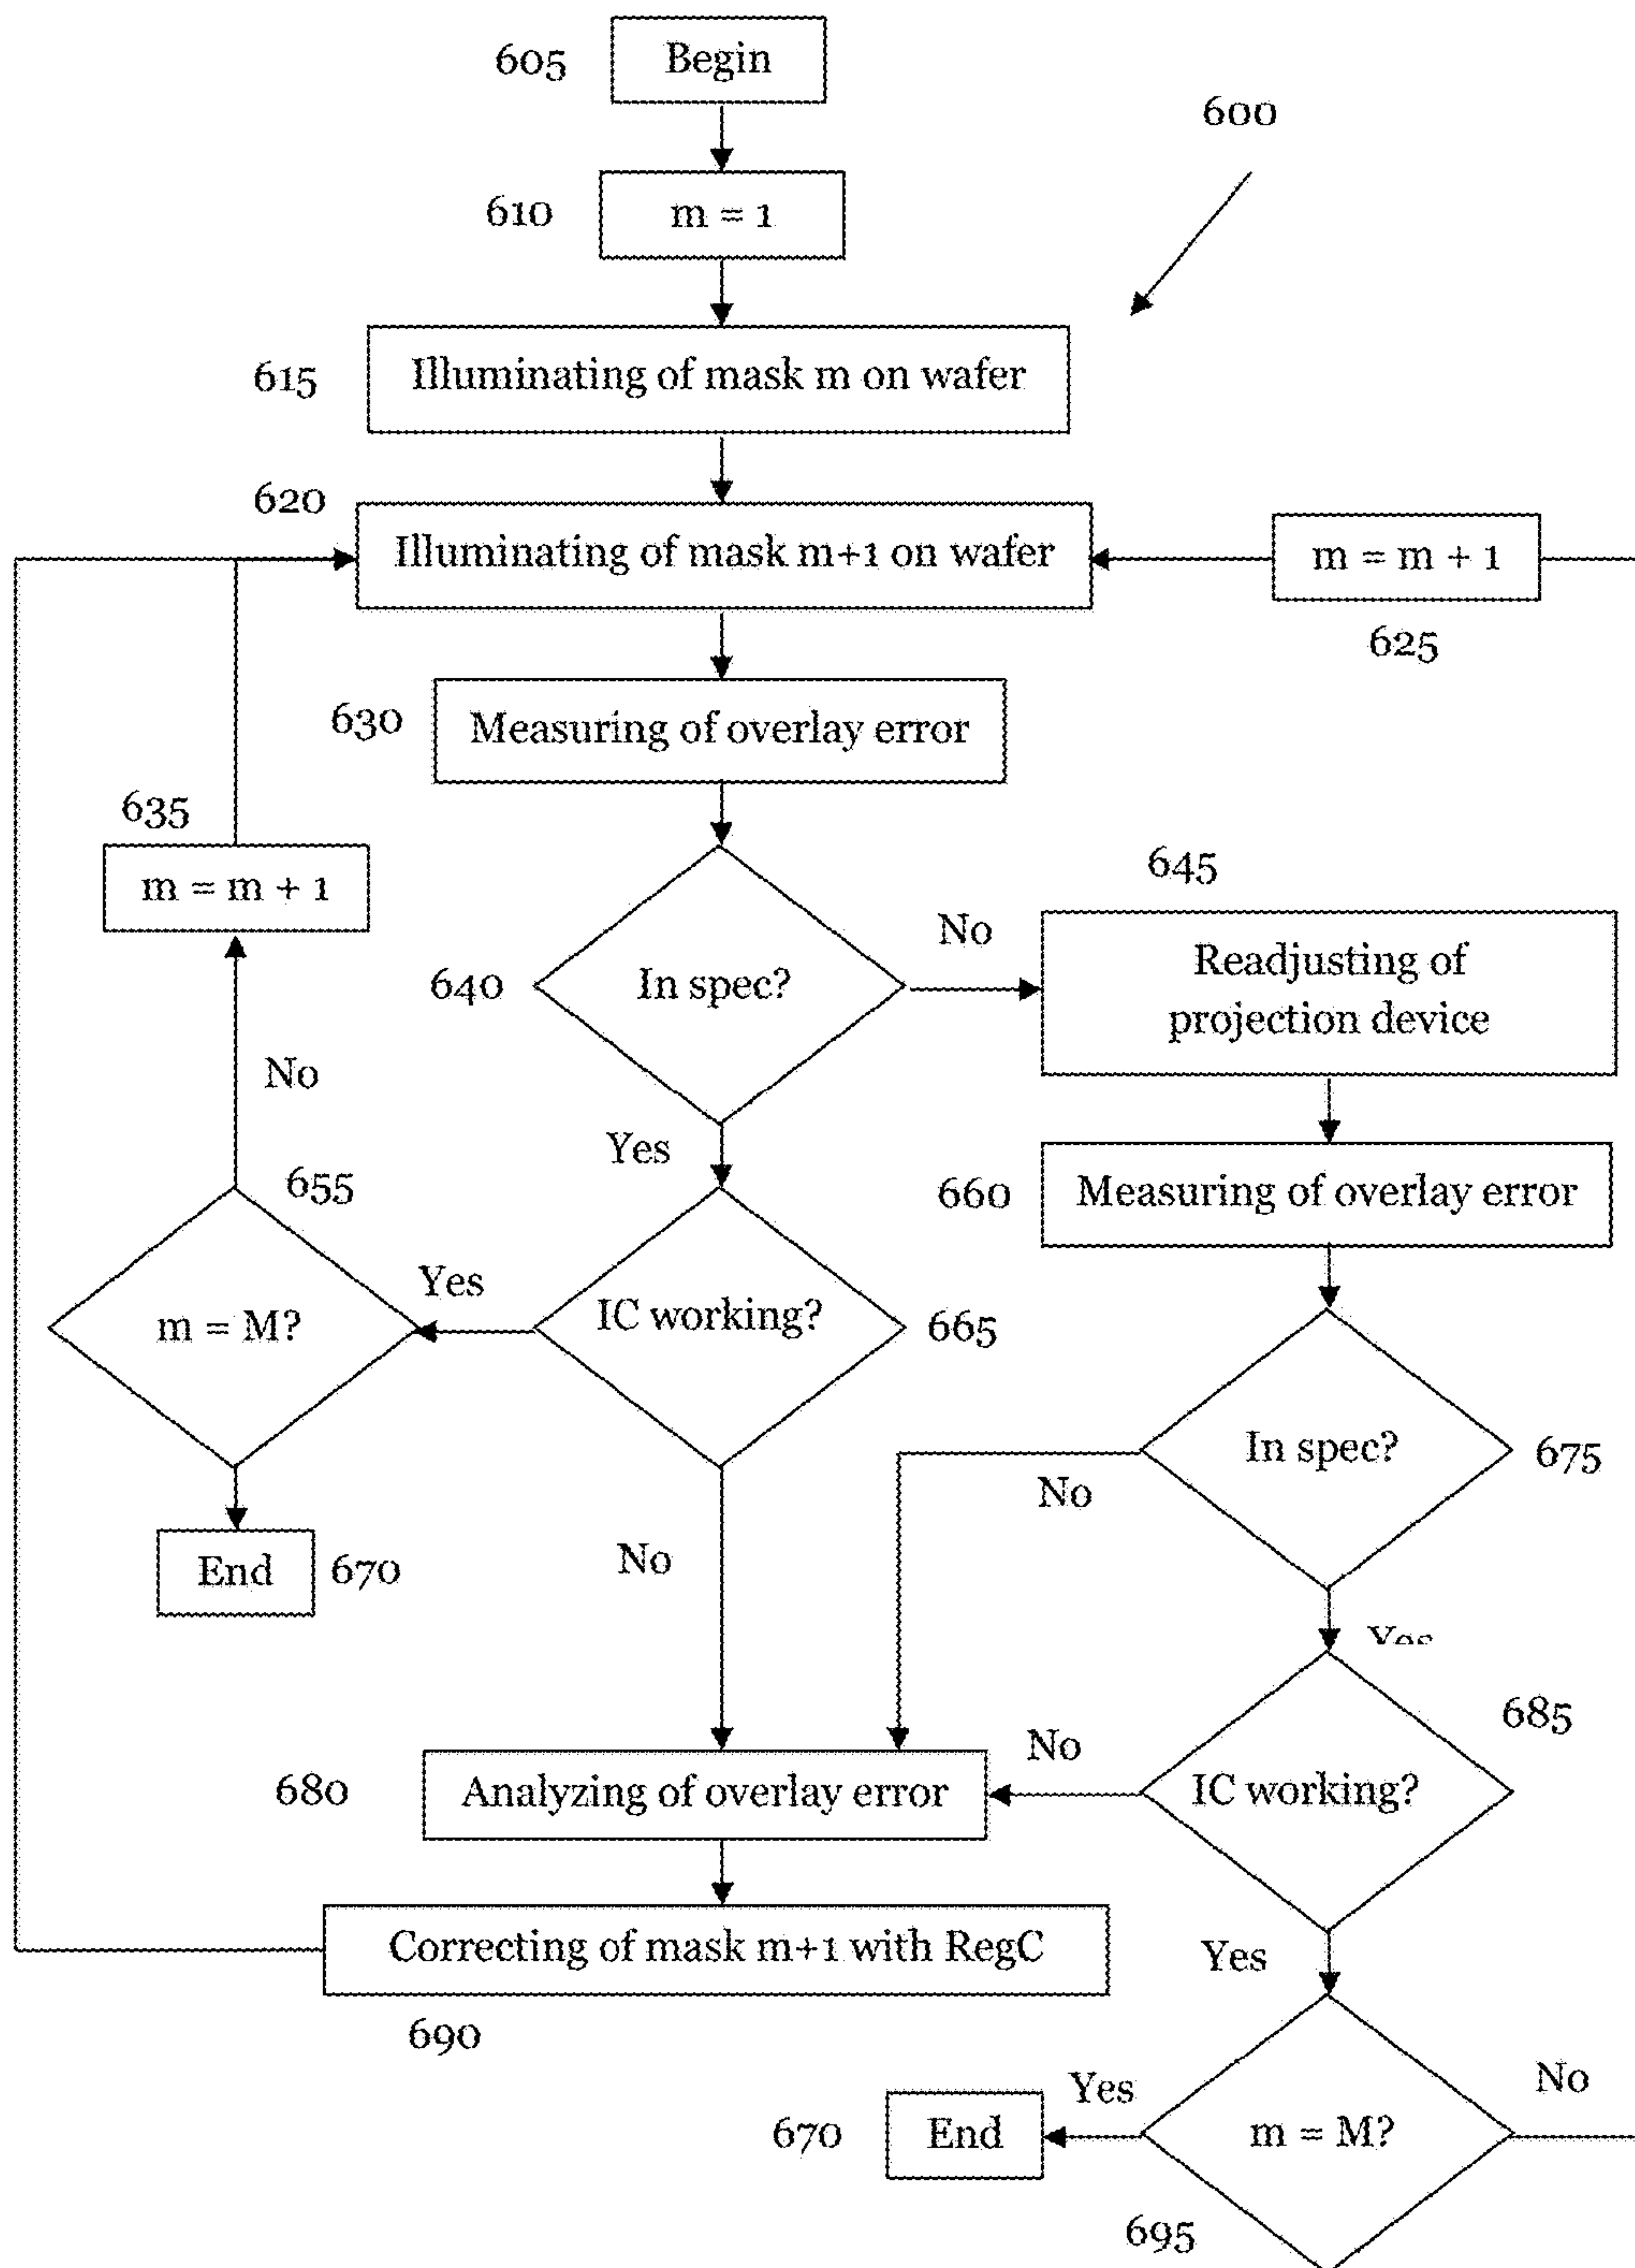 605
Begin
600
610
m = 1
615
Illuminating of mask m on wafer
620
Illuminating of mask m+1 on wafer
m = m + 1
625
630
Measuring of overlay error
635
m = m + 1
645
No
Readjusting of
projection device
640
In spec?
No
Yes
655
660
Measuring of overlay error
Yes
m = M?
IC working?
665
In spec?
675
No
No
End
670
Yes
685
No
680
Analyzing of overlay error
IC working?
Correcting of mask m+1 with RegC
Yes
690
Yes
No
670
End
m = M?
695